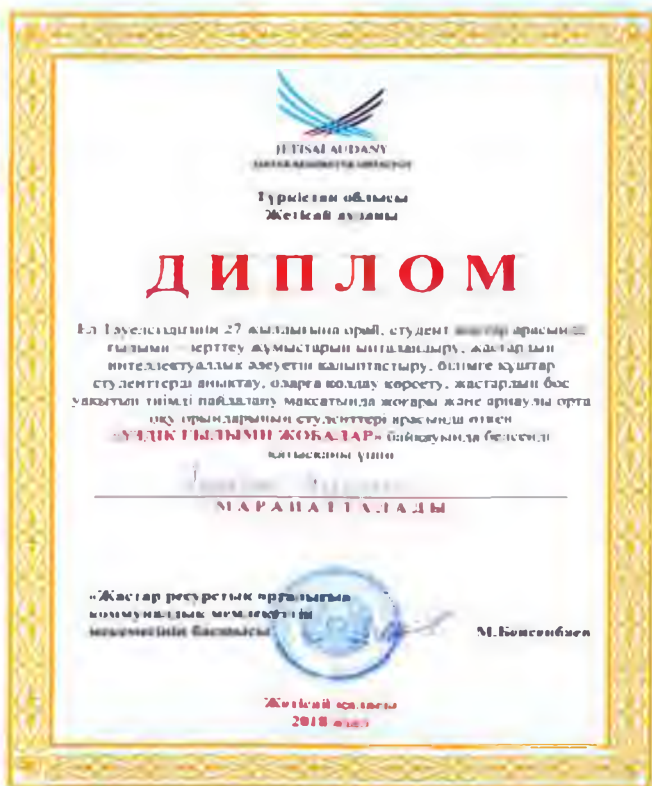 JETISAI AUDANY
Түркістан облысы
Жетісай ауданы
ДИПЛОМ
Ел Тәуелсіздігінің 27 жылдығына орай, студент жастар арасында
ғылыми – зерттеу жұмыстарын ынталандыру, жастардың
интеллектуалдық әлеуетін қалыптастыру, білімге құштар
студенттерді анықтау, оларға қолдау көрсету, жастардың бос
уақытын тиімді пайдалану мақсатында жоғары және арнаулы орта
оқу орындарының студенттері арасында өткен
«ҮЗДІК ҒЫЛЫМИ ЖОБАЛАР» байқауында белсенді
қатысқаны үшін
МАРАПАТТАЛАДЫ
«Жастар ресурстық орталығы»
коммуналдық мемлекеттік
мекемесінің басшысы
Жетісай қаласы
2018 жыл